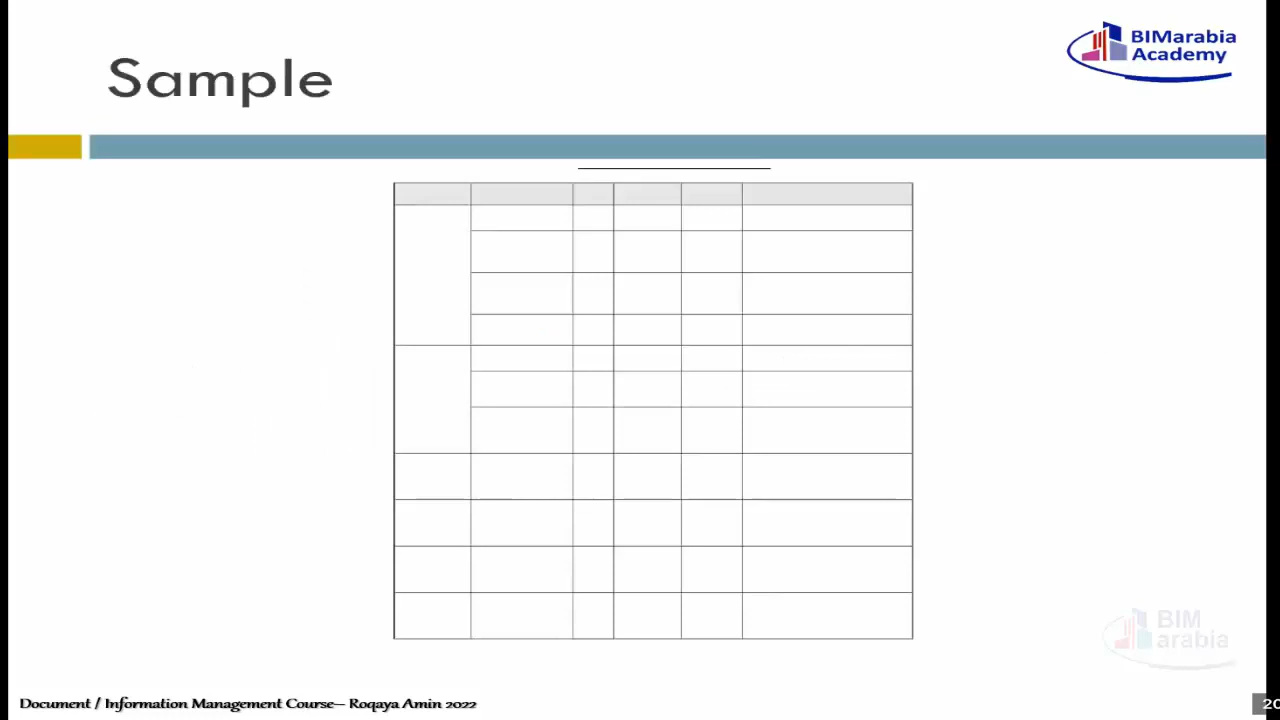 BIMarabia
Academy
Sample
BIM
arabia
Document / Information Management Course– Roqaya Amin 2022
20